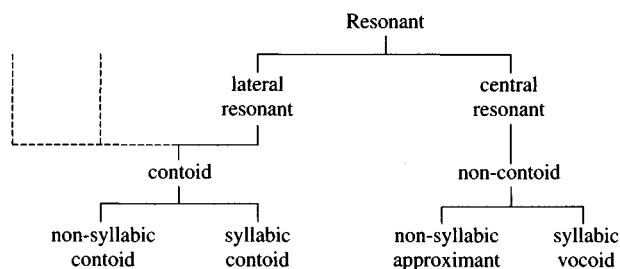 Resonant
lateral central
resonant resonant
contoid non-contoid
non-syllabic syllabic non-syllabic syllabic
contoid contoid approximant vocoid